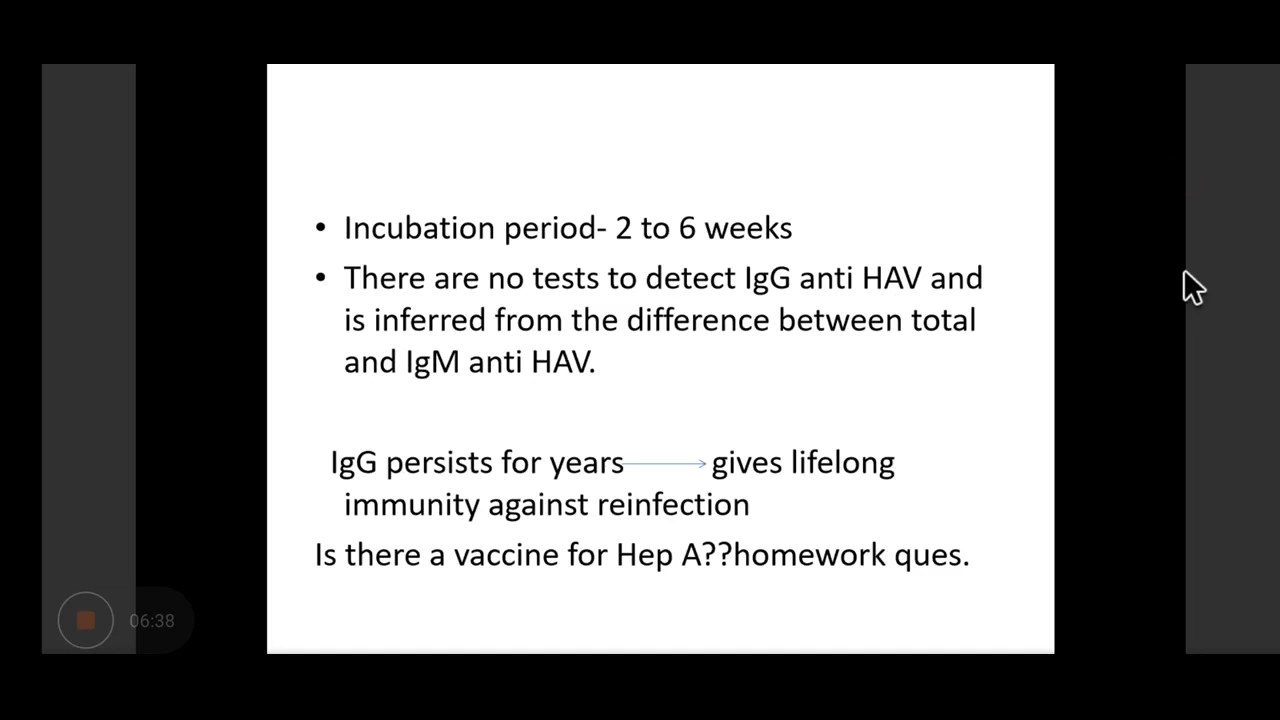 • Incubation period- 2 to 6 weeks
• There are no tests to detect IgG anti HAV and
is inferred from the difference between total
and IgM anti HAV.
IgG persists for years gives lifelong
immunity against reinfection
Is there a vaccine for Hep A??homework ques.
06:38